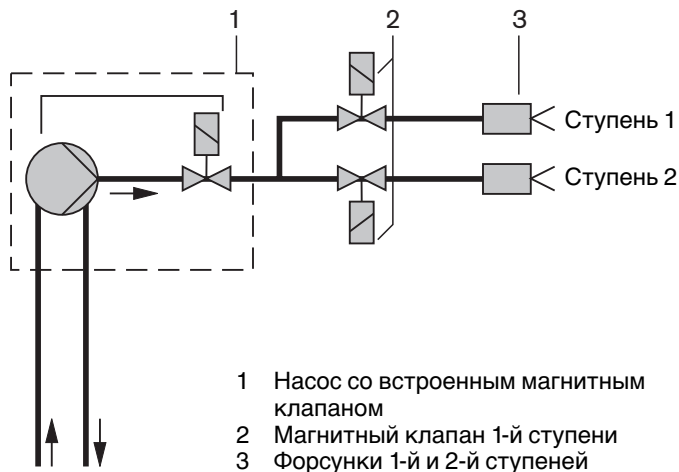 1
2
3
Ступень 1
Ступень 2
1 Насос со встроенным магнитным
клапаном
2 Магнитный клапан 1-й ступени
3 Форсунки 1-й и 2-й ступеней